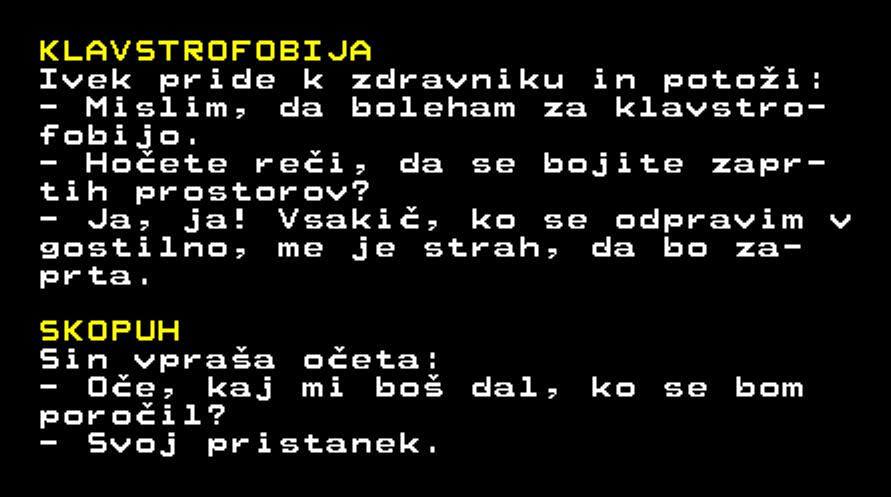 KLAVSTROFOBIJA
Ivek pride k zdravniku in potoži:
- Mislim, da boleham za klavstro-
fobijo.
- Hočete reči, da se bojite zapr-
tih prostorov?
- Ja, ja! Vsakič, ko se odpravim v
gostilno, me je strah, da bo za-
prta.
SKOPUH
Sin vpraša očeta:
- Oče, kaj mi boš dal, ko se bom
poročil?
- Svoj pristanek.